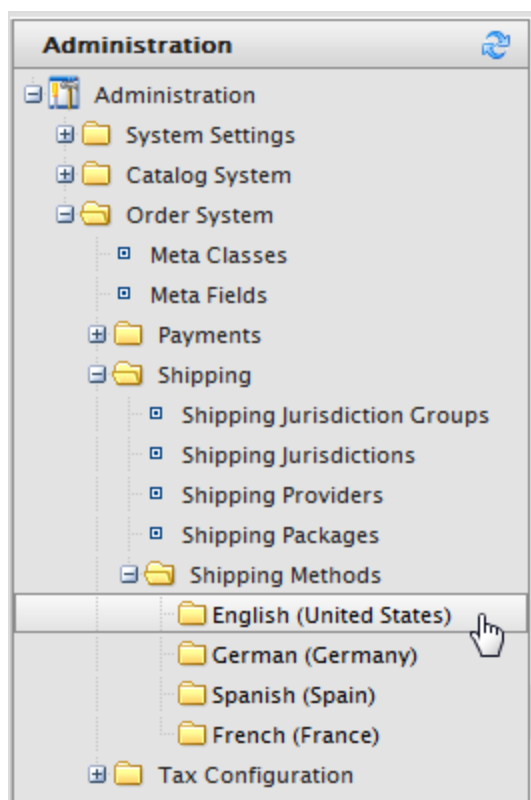 Administration
Administration
System Settings
Catalog System
Order System
Meta Classes
Meta Fields
Payments
Shipping
Shipping Jurisdiction Groups
Shipping Jurisdictions
Shipping Providers
Shipping Packages
Shipping Methods
English (United States)
German (Germany)
Spanish (Spain)
French (France)
Tax Configuration